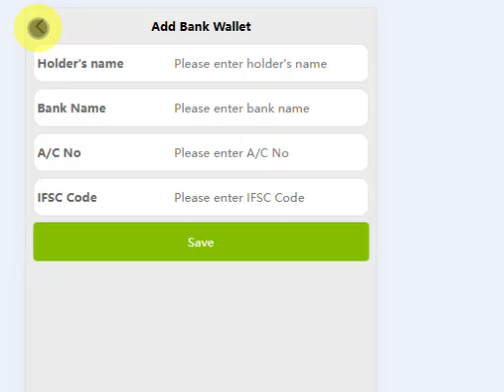 Add Bank Wallet
Holder's name Please enter holder's name
Bank Name Please enter bank name
A/C No Please enter A/C No
IFSC Code Please enter IFSC Code
Save